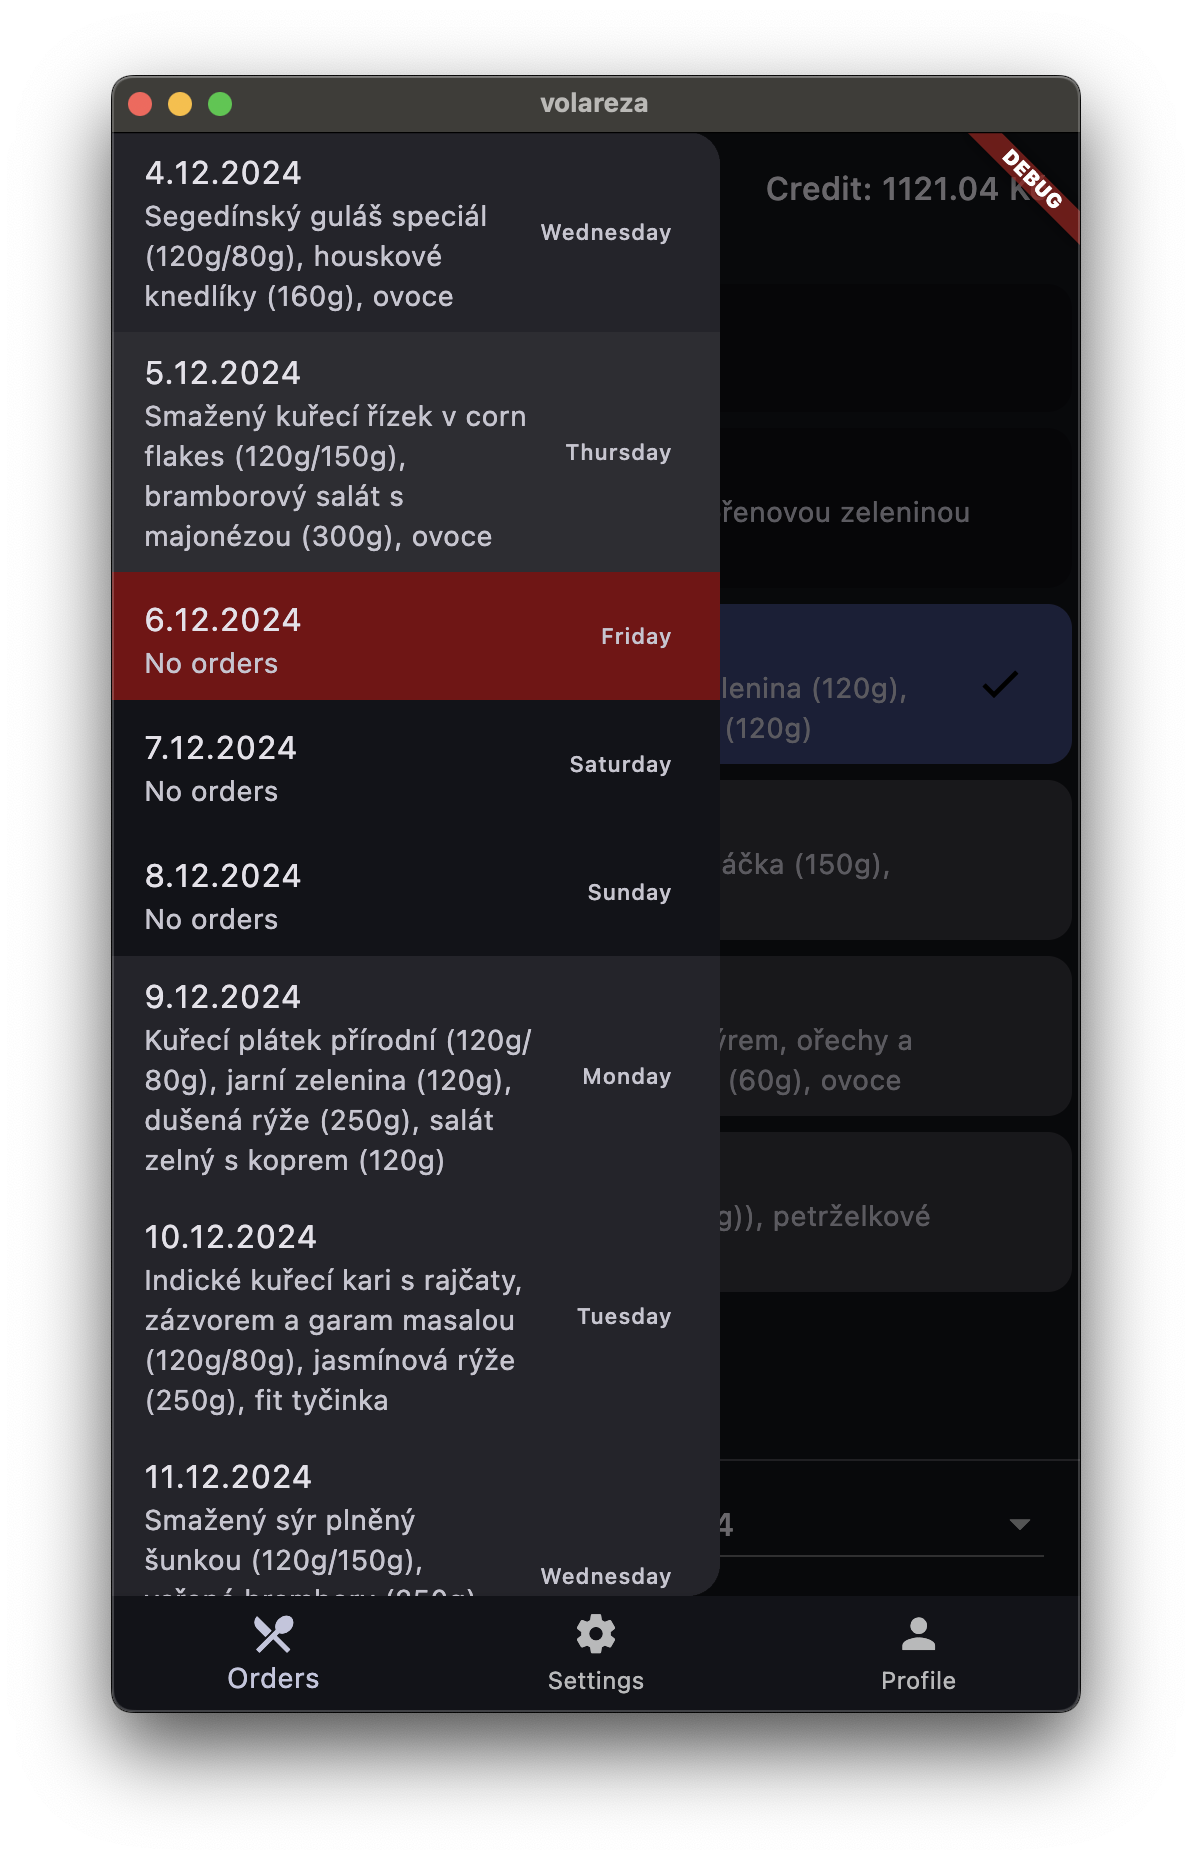 volareza
DEBUG
Credit: 1121.04
4.12.2024
Segedínský guláš speciál
(120g/80g), houskové
knedlíky (160g), ovoce
Wednesday
5.12.2024
Smažený kuřecí řízek v corn
flakes (120g/150g),
bramborový salát s
majonézou (300g), ovoce
Thursday
6.12.2024
No orders
Friday
7.12.2024
No orders
Saturday
8.12.2024
No orders
Sunday
9.12.2024
Kuřecí plátek přírodní (120g/
80g), jarní zelenina (120g),
dušená rýže (250g), salát
zelný s koprem (120g)
Monday
10.12.2024
Indické kuřecí kari s rajčaty,
zázvorem a garam masalou
(120g/80g), jasmínová rýže
(250g), fit tyčinka
Tuesday
11.12.2024
Smažený sýr plněný
šunkou (120g/150g),
Wednesday
zeleninou
(120g),
(120g)
(150g),
ořechy a
(60g), ovoce
petrželkové
4
Orders
Settings
Profile